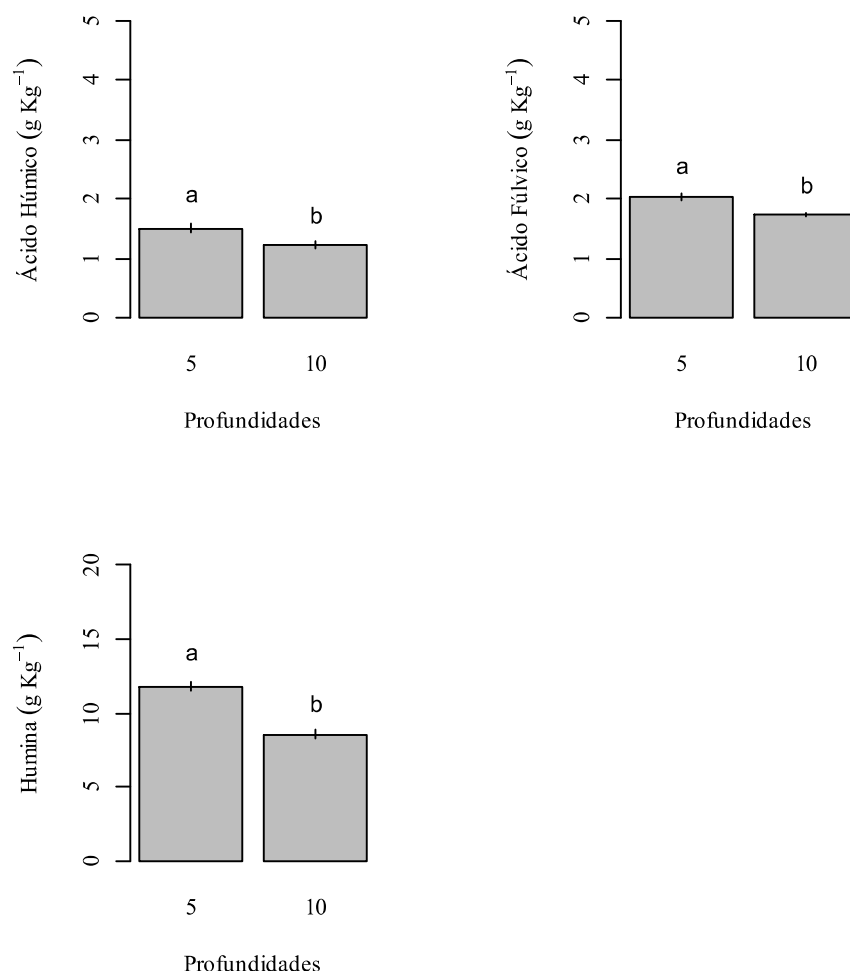 Ácido Húmico (g Kg⁻¹)
5
4
3
2
1
0
a
b
5
10
Profundidades
Ácido Fúlvico (g Kg⁻¹)
5
4
3
2
1
0
a
b
5
10
Profundidades
Humina (g Kg⁻¹)
20
15
10
5
0
a
b
5
10
Profundidades